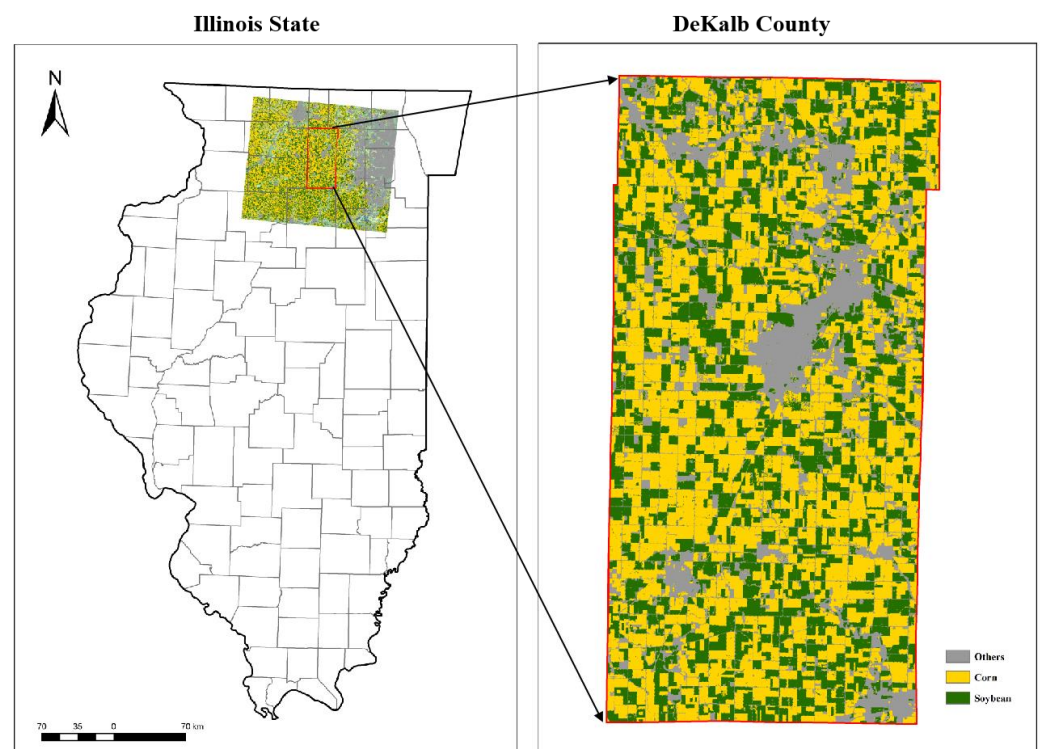 Illinois State
DeKalb County
N
Others
Corn
Soybean
70 35 0 70 km